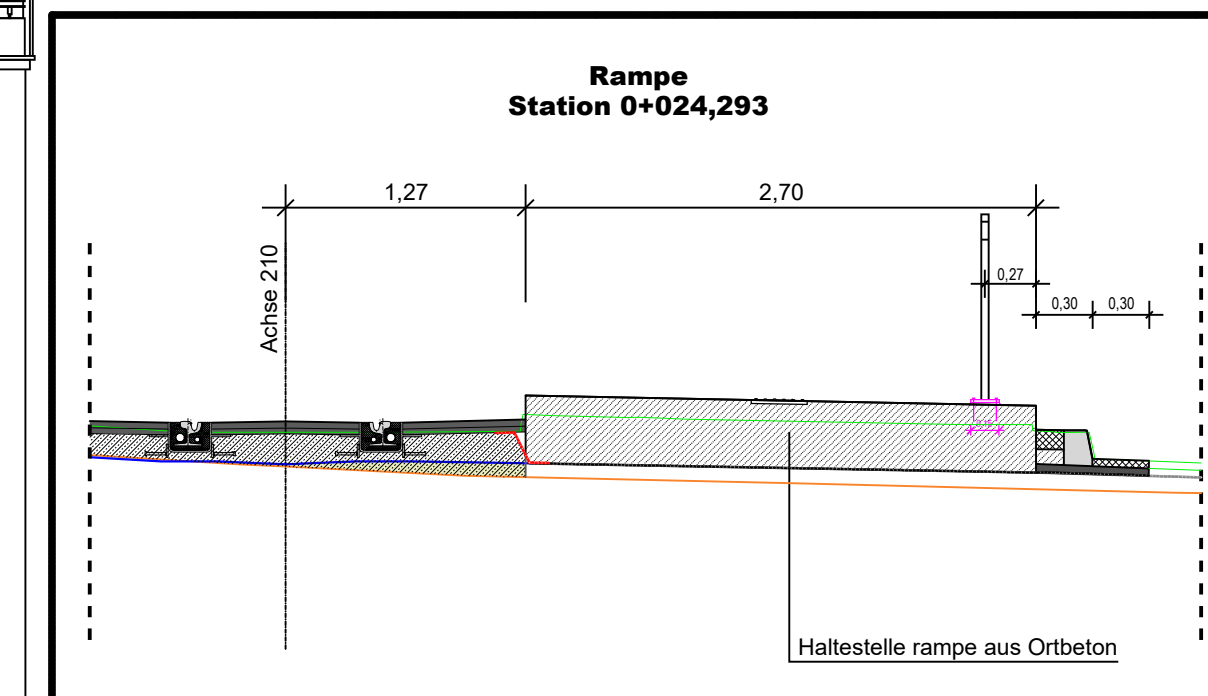 Rampe
Station 0+024,293
1,27
2,70
Achse 210
0,27
0,30
0,30
Haltestelle rampe aus Ortbeton